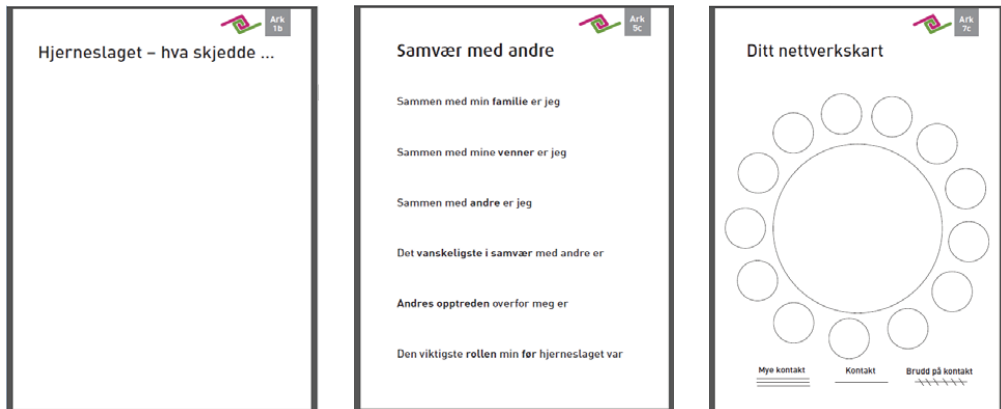 Ark
1b
Hjerneslaget – hva skjedde ...
Ark
5c
Samvær med andre
Sammen med min familie er jeg
Sammen med mine venner er jeg
Sammen med andre er jeg
Det vanskeligste i samvær med andre er
Andres opptreden overfor meg er
Den viktigste rollen min før hjerneslaget var
Ark
7c
Ditt nettverkskart
Mye kontakt
Kontakt
Brudd på kontakt